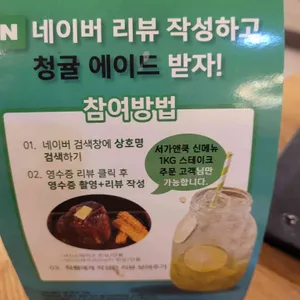 N 네이버 리뷰 작성하고
청귤 에이드 받자!
참여방법
01. 네이버 검색창에 상호명
검색하기
02. 영수증 리뷰 클릭 후
영수증 촬영+리뷰 작성
서가앤쿡 신메뉴
1KG 스테이크
주문 고객님만
가능합니다.
03.